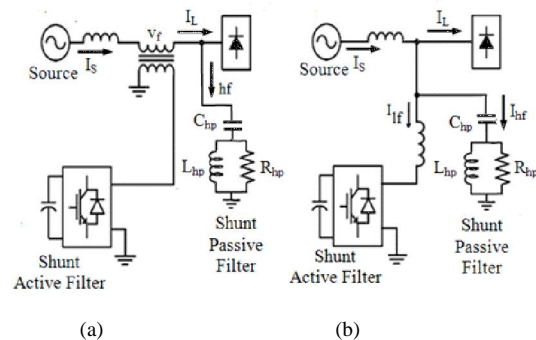 V_f
I_L
I_S
Source
hf
C_hp
L_hp
R_hp
Shunt
Active Filter
Shunt
Passive
Filter
(a)
I_L
I_S
Source
I_lf
C_hp
I_hf
L_hp
R_hp
Shunt
Active Filter
Shunt
Passive
Filter
(b)